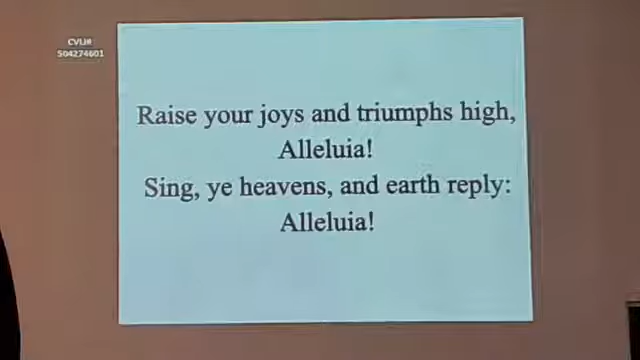 CVLI#
504274601
Raise your joys and triumphs high,
Alleluia!
Sing, ye heavens, and earth reply:
Alleluia!